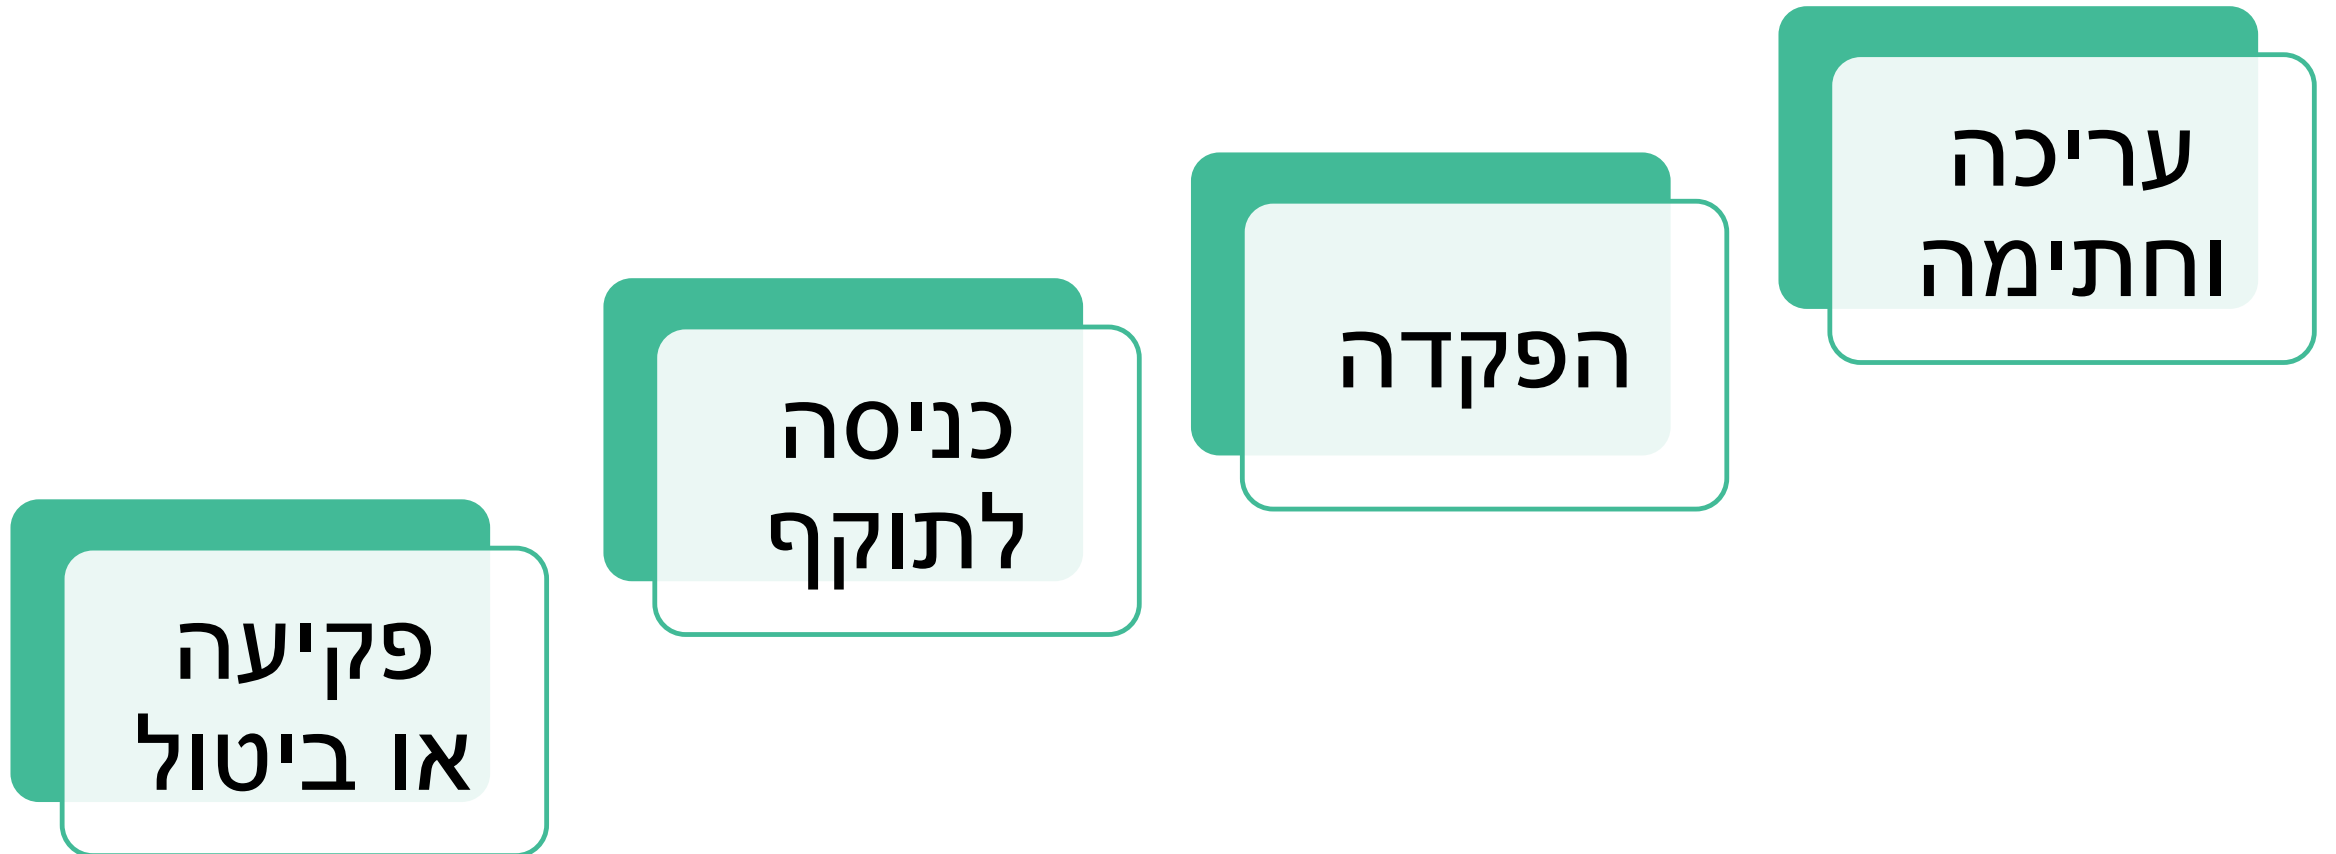 עריכה
וחתימה
הפקדה
כניסה
לתוקף
פקיעה
או ביטול